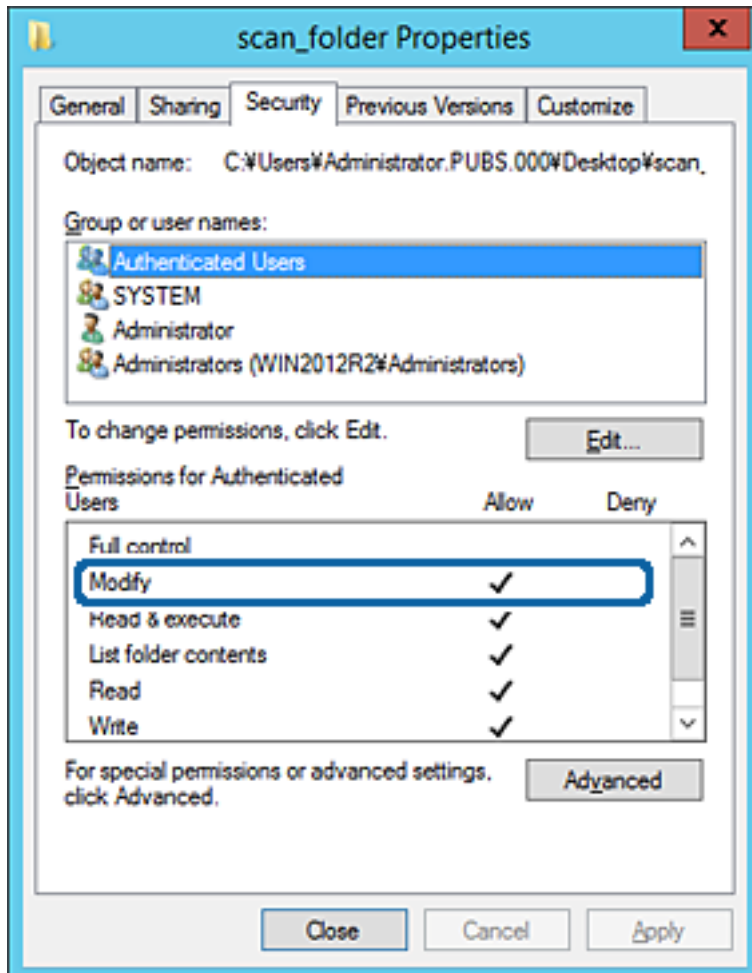 scan_folder Properties
x
General Sharing Security Previous Versions Customize
Object name: C:¥Users¥Administrator.PUBS.000¥Desktop¥scan_
Group or user names:
Authenticated Users
SYSTEM
Administrator
Administrators (WIN2012R2¥Administrators)
To change permissions, click Edit.
Edit...
Permissions for Authenticated
Users Allow Deny
Full control
Modify
Read & execute
List folder contents
Read
Write
For special permissions or advanced settings,
click Advanced.
Advanced
Close Cancel Apply